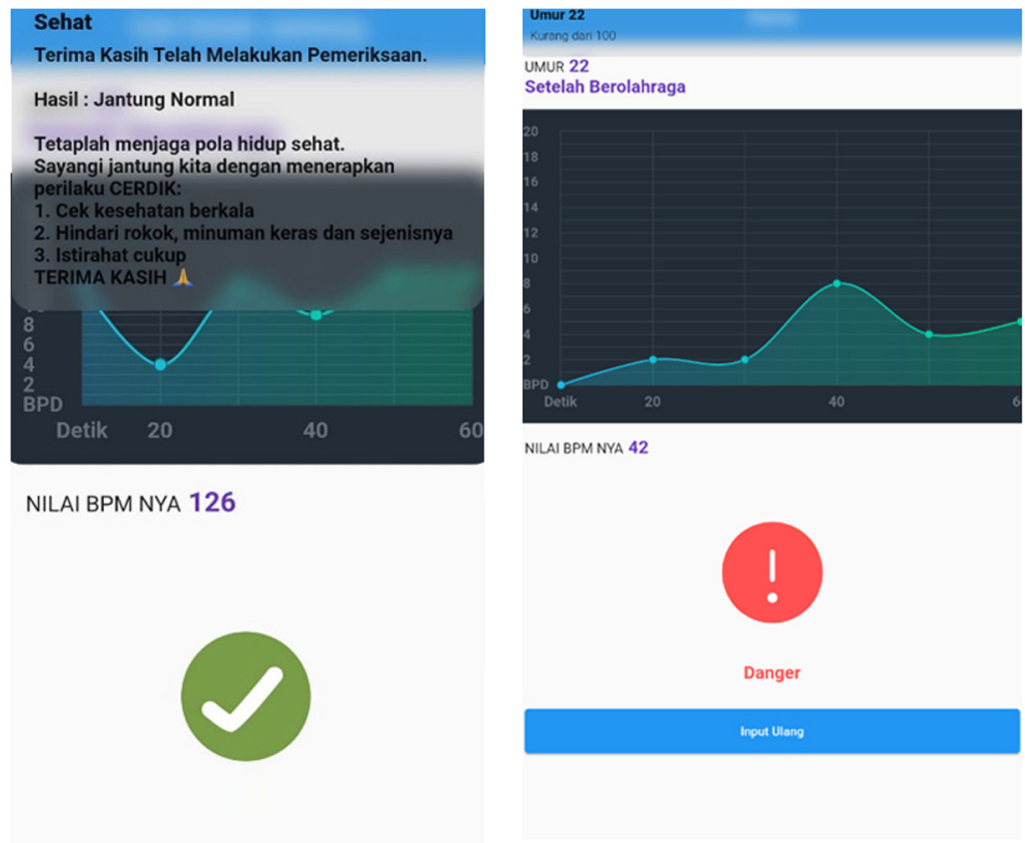 Sehat
Terima Kasih Telah Melakukan Pemeriksaan.
Hasil : Jantung Normal
Tetaplah menjaga pola hidup sehat.
Sayangi jantung kita dengan menerapkan
perilaku CERDIK:
1. Cek kesehatan berkala
2. Hindari rokok, minuman keras dan sejenisnya
3. Istirahat cukup
TERIMA KASIH 🙏
8
6
4
2
BPD
Detik 20 40 60
NILAI BPM NYA 126
Umur 22
Kurang dari 100
UMUR 22
Setelah Berolahraga
20
18
16
14
12
10
8
6
4
2
BPD
Detik 20 40 6
NILAI BPM NYA 42
Danger
Input Ulang